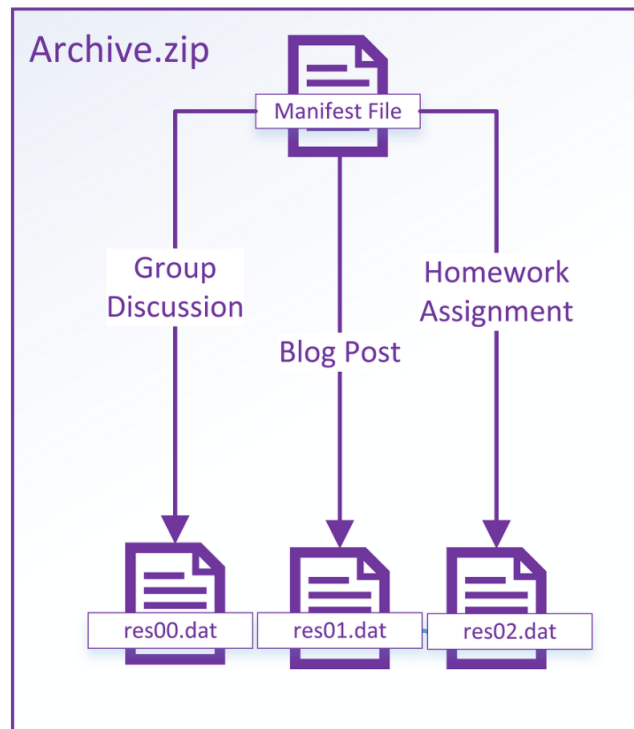 Archive.zip
Manifest File
Group
Discussion
Blog Post
Homework
Assignment
res00.dat
res01.dat
res02.dat